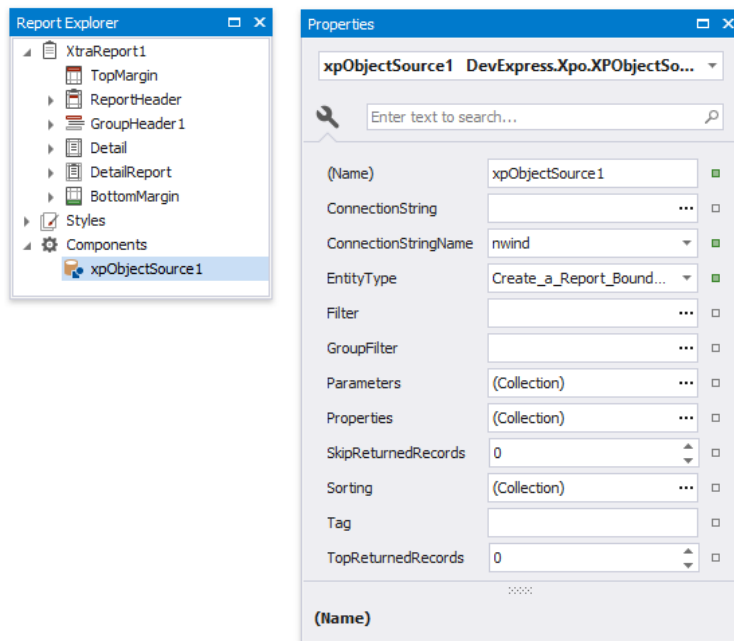 Report Explorer
XtraReport1
TopMargin
ReportHeader
GroupHeader1
Detail
DetailReport
BottomMargin
Styles
Components
xpObjectSource1
Properties
xpObjectSource1 DevExpress.Xpo.XPObjectSo...
Enter text to search...
(Name) xpObjectSource1
ConnectionString ...
ConnectionStringName nwind
EntityType Create_a_Report_Bound...
Filter ...
GroupFilter ...
Parameters (Collection) ...
Properties (Collection) ...
SkipReturnedRecords 0
Sorting (Collection) ...
Tag
TopReturnedRecords 0
(Name)